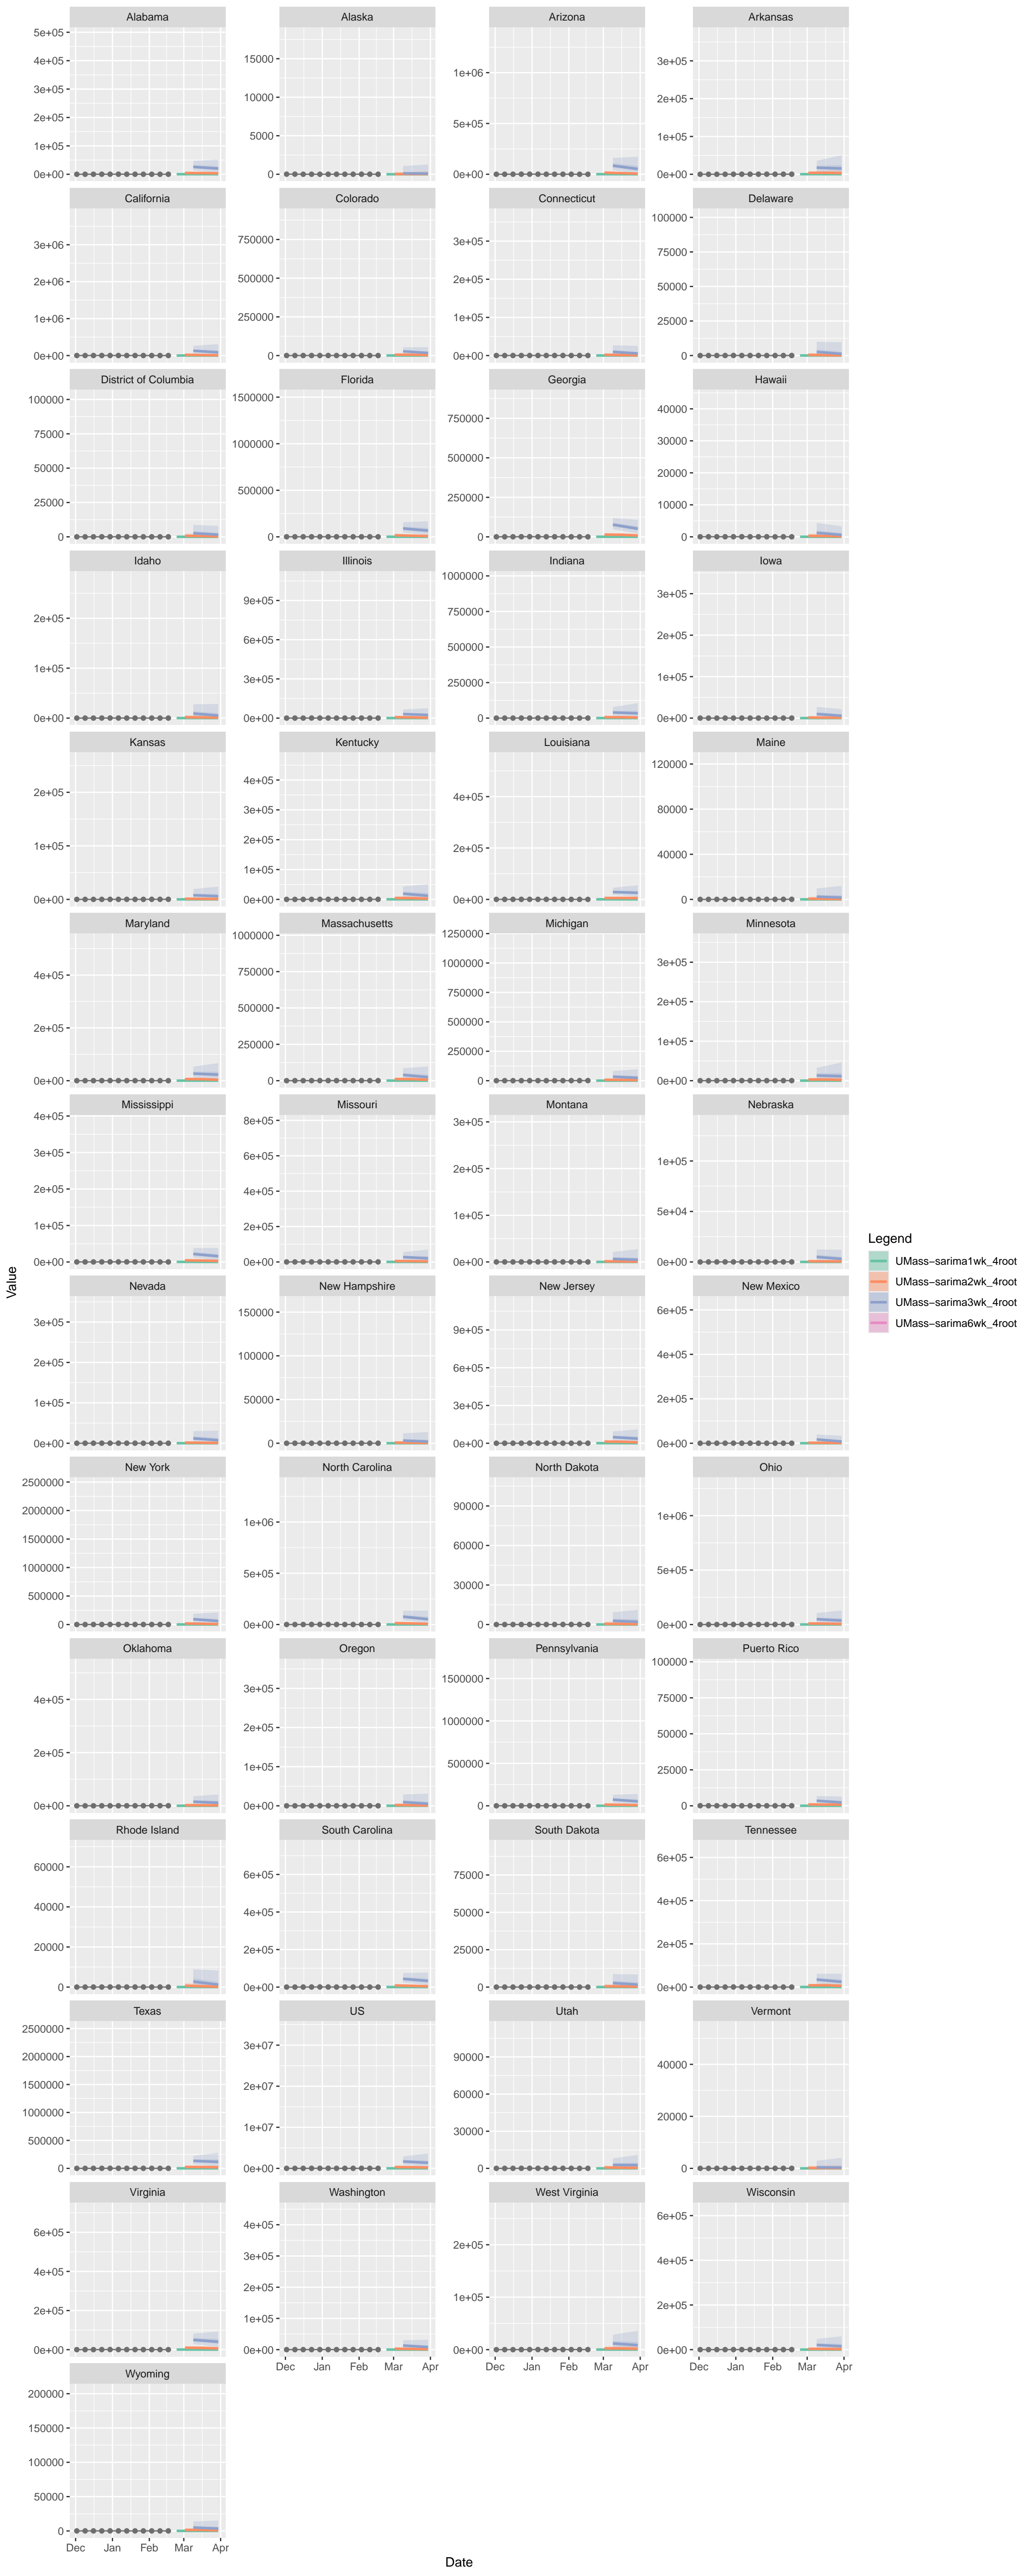 Alabama Alaska Arizona Arkansas
5e+05
4e+05
3e+05
2e+05
1e+05
0e+00
15000
10000
5000
0
1e+06
5e+05
0e+00
3e+05
2e+05
1e+05
0e+00
California Colorado Connecticut Delaware
3e+06
2e+06
1e+06
0e+00
750000
500000
250000
0
3e+05
2e+05
1e+05
0e+00
100000
75000
50000
25000
0
District of Columbia Florida Georgia Hawaii
100000
75000
50000
25000
0
1500000
1000000
500000
0
750000
500000
250000
0
40000
30000
20000
10000
0
Idaho Illinois Indiana Iowa
2e+05
1e+05
0e+00
9e+05
6e+05
3e+05
0e+00
1000000
750000
500000
250000
0
3e+05
2e+05
1e+05
0e+00
Kansas Kentucky Louisiana Maine
2e+05
1e+05
0e+00
4e+05
3e+05
2e+05
1e+05
0e+00
4e+05
2e+05
0e+00
120000
80000
40000
0
Maryland Massachusetts Michigan Minnesota
4e+05
2e+05
0e+00
1000000
750000
500000
250000
0
1250000
1000000
750000
500000
250000
0
3e+05
2e+05
1e+05
0e+00
Mississippi Missouri Montana Nebraska
4e+05
3e+05
2e+05
1e+05
0e+00
8e+05
6e+05
4e+05
2e+05
0e+00
3e+05
2e+05
1e+05
0e+00
1e+05
5e+04
0e+00
Nevada New Hampshire New Jersey New Mexico
3e+05
2e+05
1e+05
0e+00
150000
100000
50000
0
9e+05
6e+05
3e+05
0e+00
6e+05
4e+05
2e+05
0e+00
New York North Carolina North Dakota Ohio
2500000
2000000
1500000
1000000
500000
0
1e+06
5e+05
0e+00
90000
60000
30000
0
1e+06
5e+05
0e+00
Oklahoma Oregon Pennsylvania Puerto Rico
4e+05
2e+05
0e+00
3e+05
2e+05
1e+05
0e+00
1500000
1000000
500000
0
100000
75000
50000
25000
0
Rhode Island South Carolina South Dakota Tennessee
60000
40000
20000
0
6e+05
4e+05
2e+05
0e+00
75000
50000
25000
0
6e+05
4e+05
2e+05
0e+00
Texas US Utah Vermont
2500000
2000000
1500000
1000000
500000
0
3e+07
2e+07
1e+07
0e+00
90000
60000
30000
0
40000
20000
0
Virginia Washington West Virginia Wisconsin
6e+05
4e+05
2e+05
0e+00
4e+05
3e+05
2e+05
1e+05
0e+00
2e+05
1e+05
0e+00
6e+05
4e+05
2e+05
0e+00
Dec Jan Feb Mar Apr
Dec Jan Feb Mar Apr
Dec Jan Feb Mar Apr
Wyoming
200000
150000
100000
50000
0
Dec Jan Feb Mar Apr
Date
Value
Legend
UMass−sarima1wk_4root
UMass−sarima2wk_4root
UMass−sarima3wk_4root
UMass−sarima6wk_4root